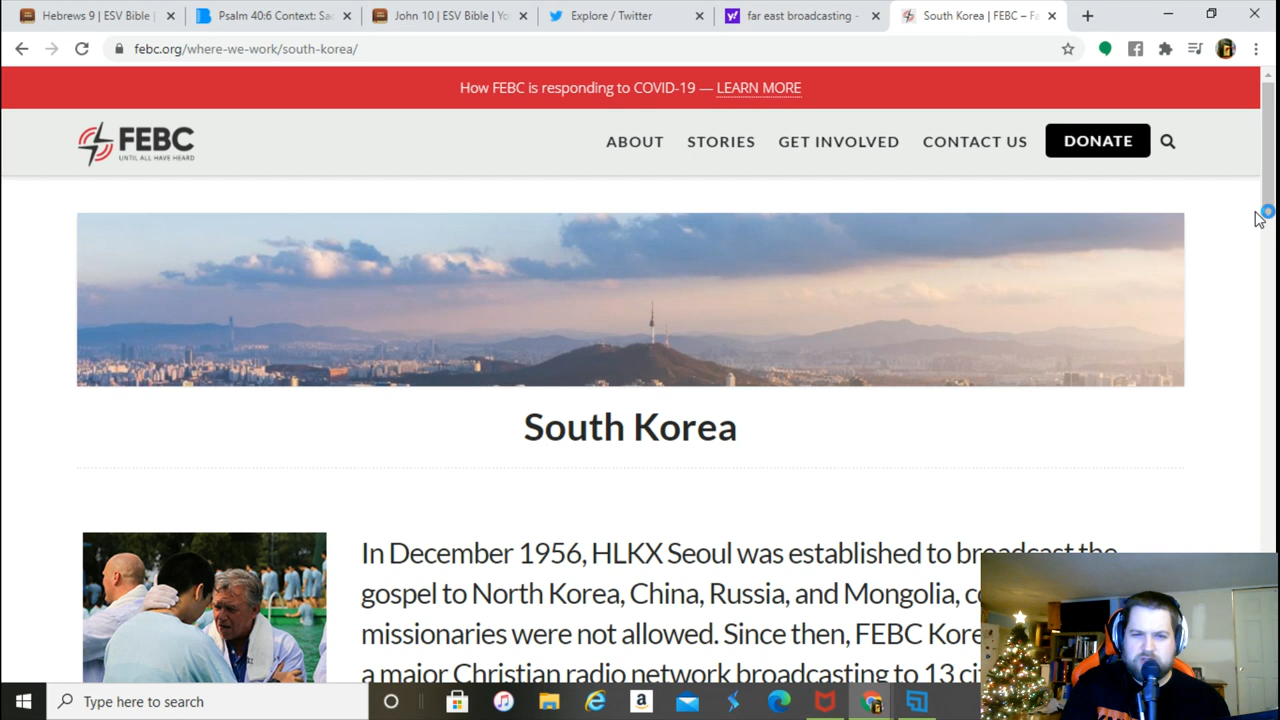 Hebrews 9 | ESV Bible |
Psalm 40:6 Context: Sac
John 10 | ESV Bible | Yo
Explore / Twitter
far east broadcasting -
South Korea | FEBC – Fa
febc.org/where-we-work/south-korea/
How FEBC is responding to COVID-19 — LEARN MORE
FEBC
UNTIL ALL HAVE HEARD
ABOUT
STORIES
GET INVOLVED
CONTACT US
DONATE
South Korea
In December 1956, HLKX Seoul was established to broadcast the
gospel to North Korea, China, Russia, and Mongolia, co
missionaries were not allowed. Since then, FEBC Kore
a major Christian radio network broadcasting to 13 ci
Type here to search